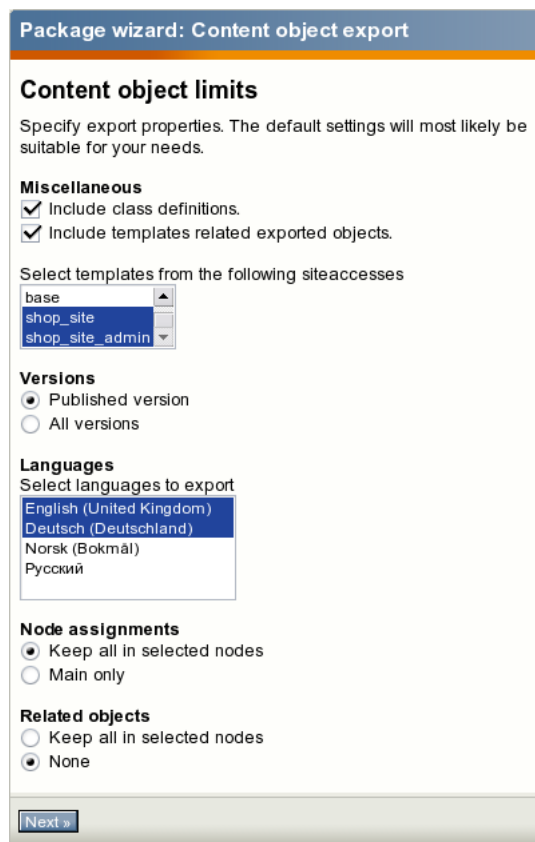 Package wizard: Content object export
Content object limits
Specify export properties. The default settings will most likely be
suitable for your needs.
Miscellaneous
Include class definitions.
Include templates related exported objects.
Select templates from the following siteaccesses
base
shop_site
shop_site_admin
Versions
Published version
All versions
Languages
Select languages to export
English (United Kingdom)
Deutsch (Deutschland)
Norsk (Bokmål)
Русский
Node assignments
Keep all in selected nodes
Main only
Related objects
Keep all in selected nodes
None
Next »